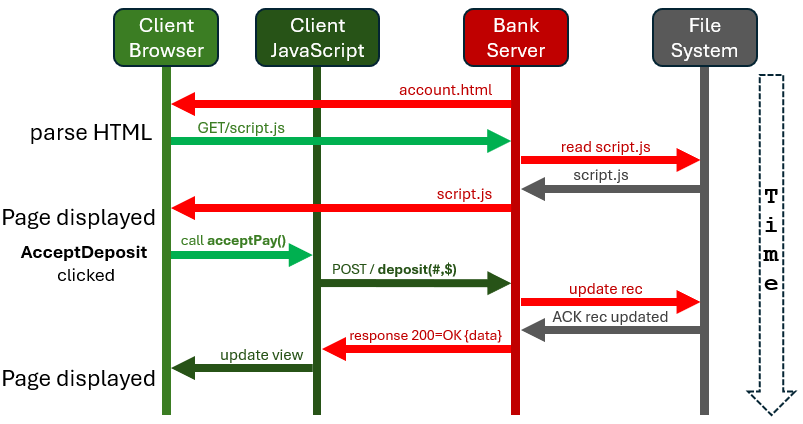 Client
Browser
Client
JavaScript
Bank
Server
File
System
account.html
parse HTML
GET/script.js
read script.js
script.js
script.js
Page displayed
call acceptPay()
AcceptDeposit
clicked
POST / deposit(#,$)
update rec
ACK rec updated
response 200=OK{data}
update view
Page displayed
Time